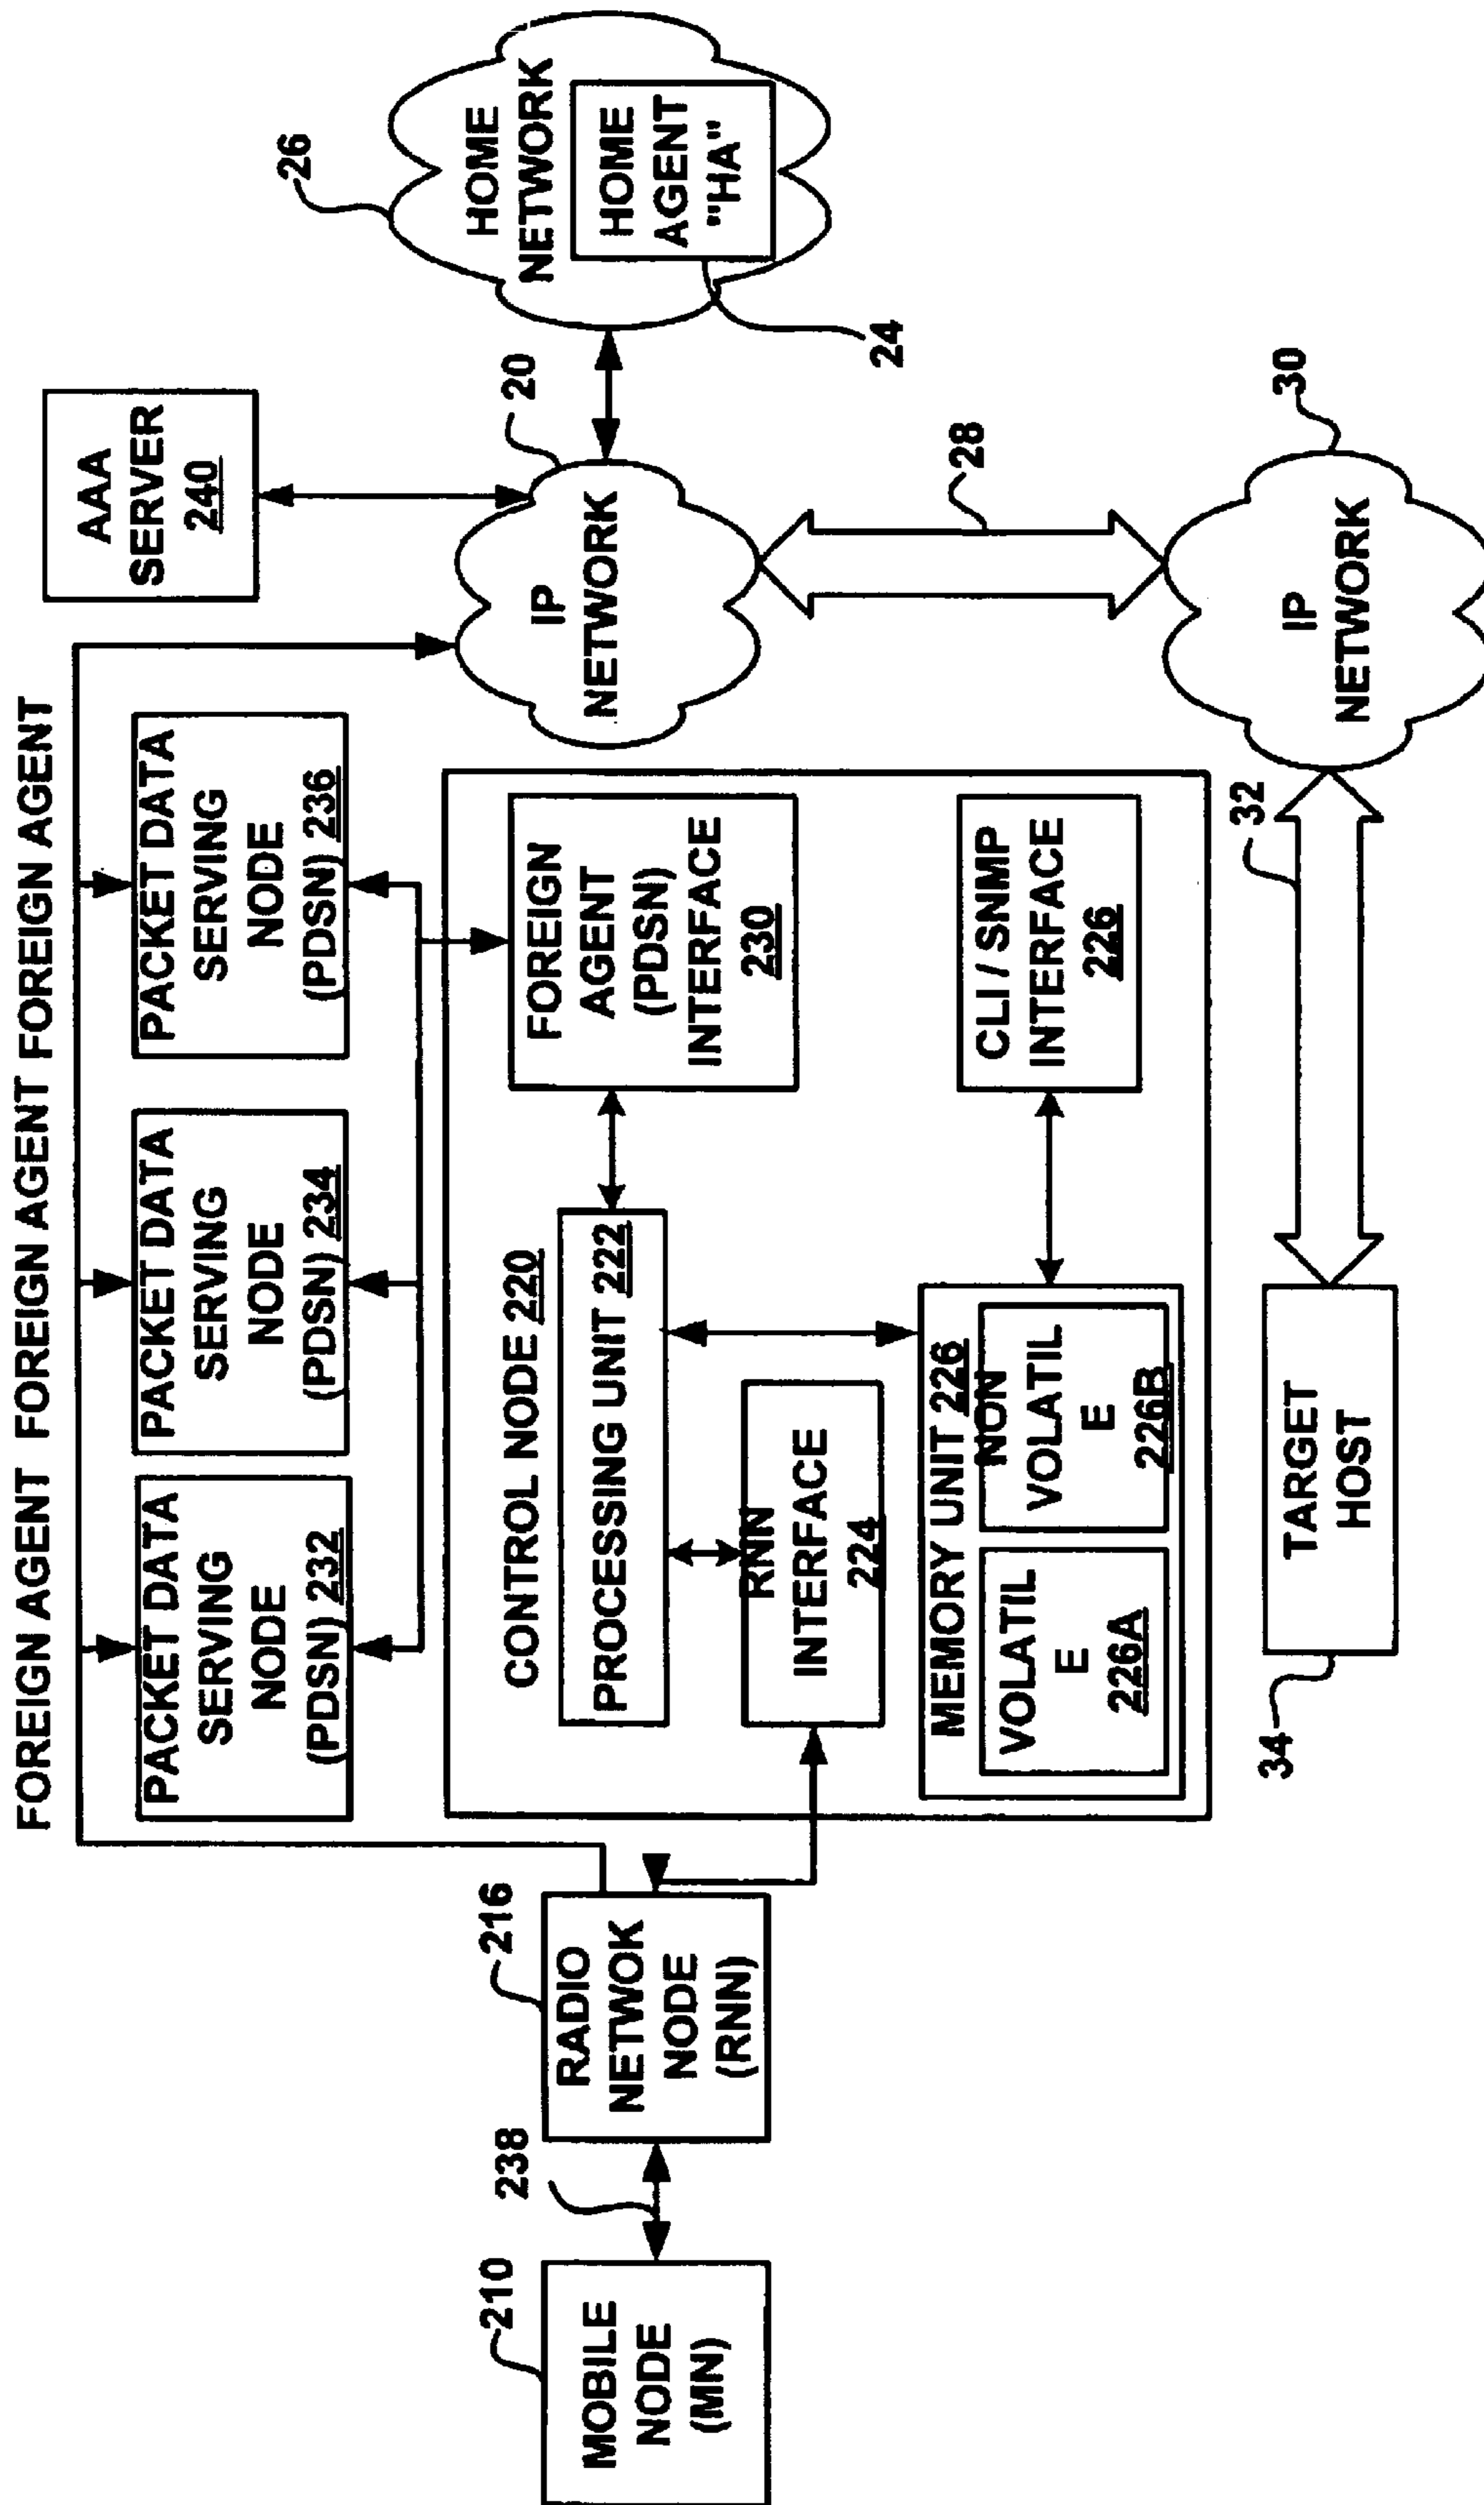 FOREIGN AGENT FOREIGN AGENT FOREIGN AGENT
PACKET DATA
SERVING
NODE
(PDSN) 232
PACKET DATA
SERVING
NODE
(PDSN) 234
PACKET DATA
SERVING
NODE
(PDSN) 236
AAA
SERVER
240
26
HOME
NETWORK
HOME
AGENT
"HA"
24
20
IP
NETWORK
28
210
MOBILE
NODE
(MN)
238
216
RADIO
NETWOK
NODE
(RNN)
CONTROL NODE 220
PROCESSING UNIT 222
RNN
INTERFACE
224
FOREIGN
AGENT
(PDSN)
INTERFACE
230
MEMORY UNIT 226
VOLATIL
E
226A
NON
VOLATIL
E
226B
CLI / SNMP
INTERFACE
226
34
TARGET
HOST
32
30
IP
NETWORK